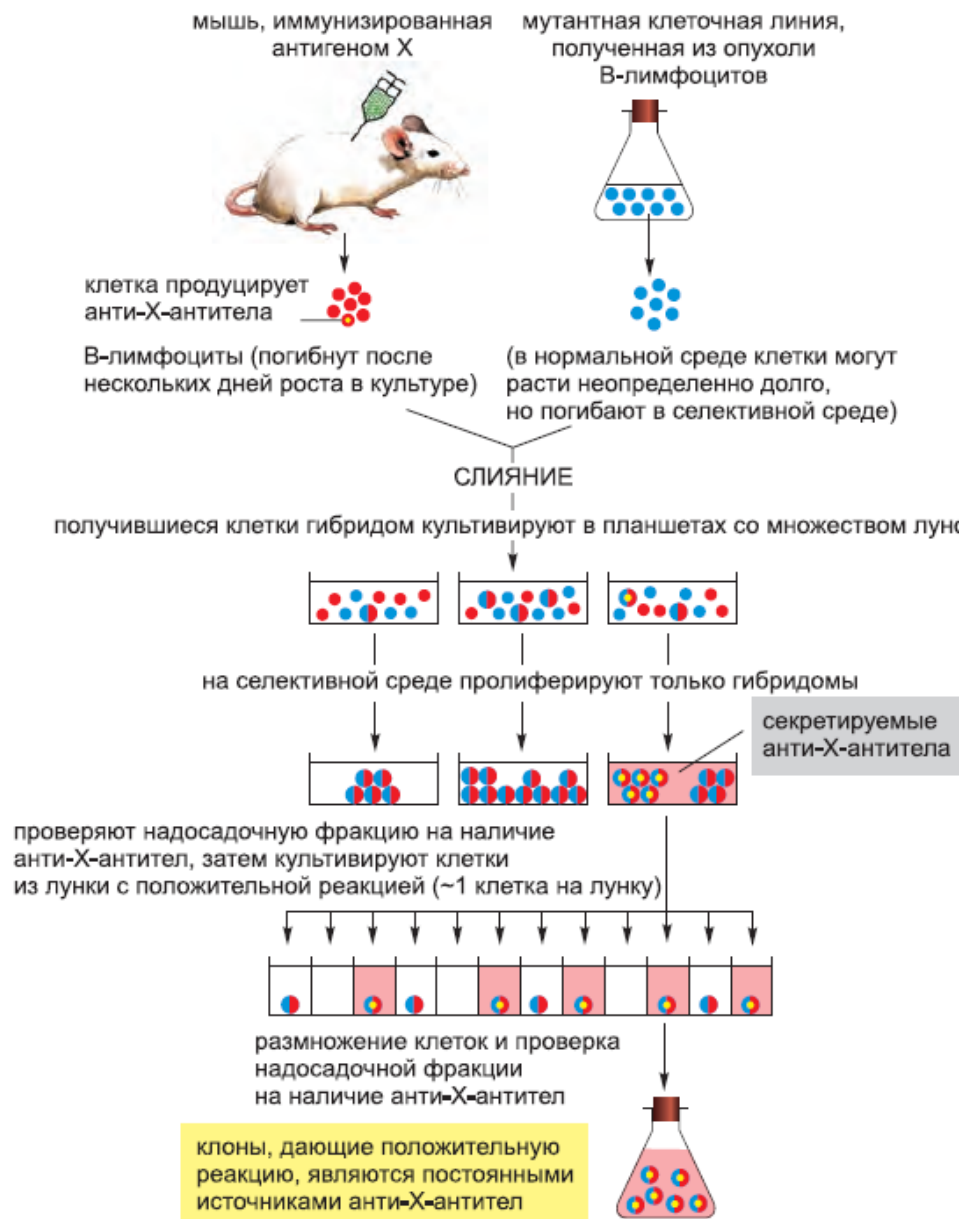 мышь, иммунизированная
антигеном X
мутантная клеточная линия,
полученная из опухоли
В-лимфоцитов
клетка продуцирует
анти-Х-антитела
В-лимфоциты (погибнут после
нескольких дней роста в культуре)
(в нормальной среде клетки могут
расти неопределенно долго,
но погибают в селективной среде)
СЛИЯНИЕ
получившиеся клетки гибридом культивируют в планшетах со множеством
на селективной среде пролиферируют только гибридомы
секретируемые
анти-Х-антитела
проверяют надосадочную фракцию на наличие
анти-Х-антител, затем культивируют клетки
из лунки с положительной реакцией (~1 клетка на лунку)
размножение клеток и проверка
надосадочной фракции
на наличие анти-Х-антител
клоны, дающие положительную
реакцию, являются постоянными
источниками анти-Х-антител